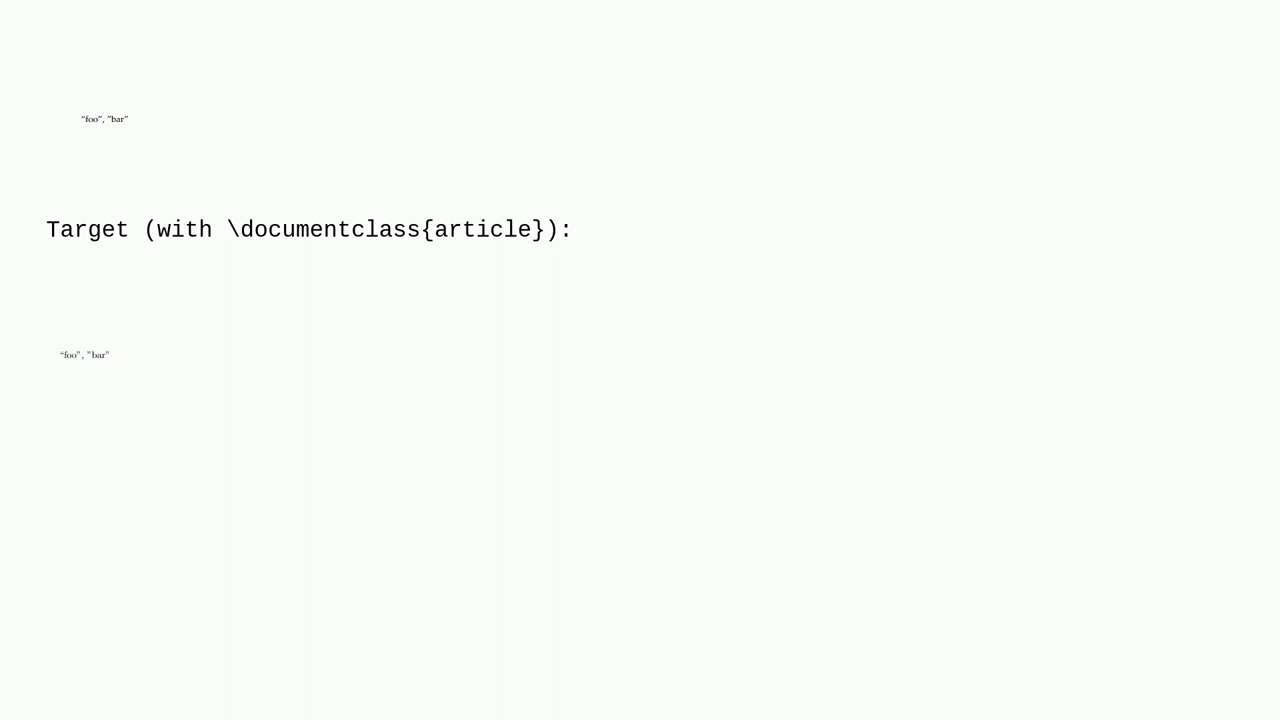 “foo”, ”bar”
Target (with \documentclass{article}):
“foo”, ”bar”